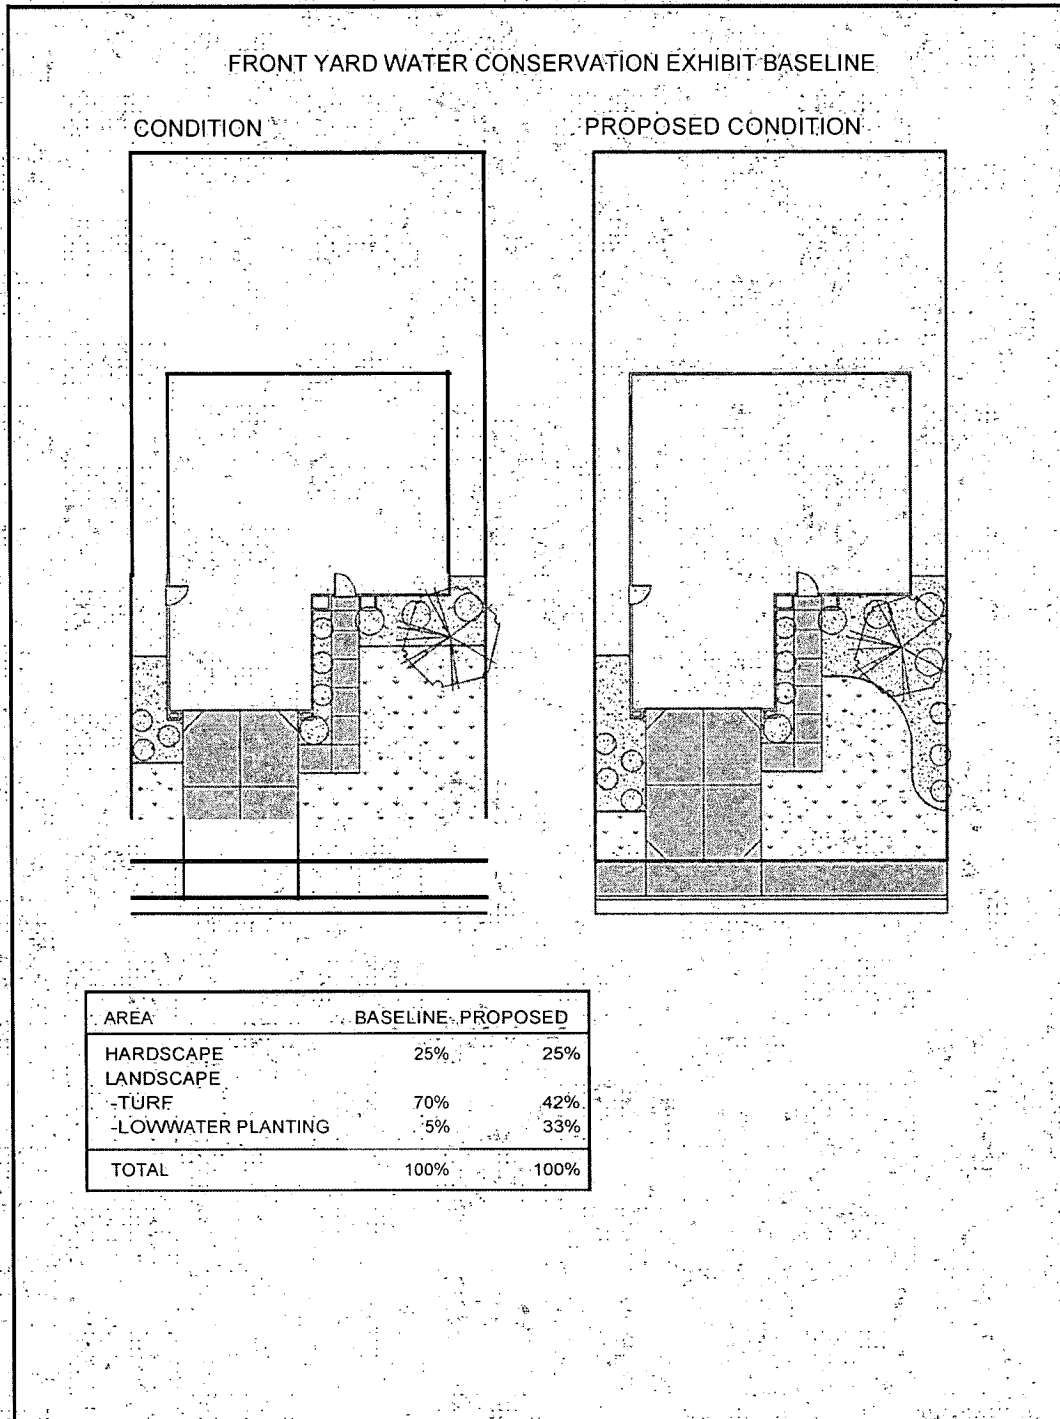 FRONT YARD WATER CONSERVATION EXHIBIT BASELINE
CONDITION
PROPOSED CONDITION
AREA BASELINE PROPOSED
HARDSCAPE 25% 25%
LANDSCAPE
-TURF 70% 42%
-LOWWATER PLANTING 5% 33%
TOTAL 100% 100%